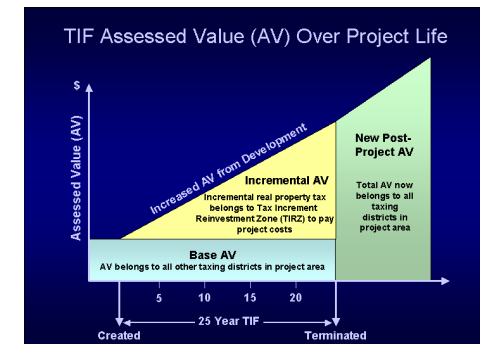 TIF Assessed Value (AV) Over Project Life
$
Assessed Value (AV)
Increased AV from Development
New Post-
Project AV
Total AV now
belongs to all
taxing
districts in
project area
Incremental AV
Incremental real property tax
belongs to Tax Increment
Reinvestment Zone (TIRZ) to pay
project costs
Base AV
AV belongs to all other taxing districts in project area
5 10 15 20
25 Year TIF
Created Terminated